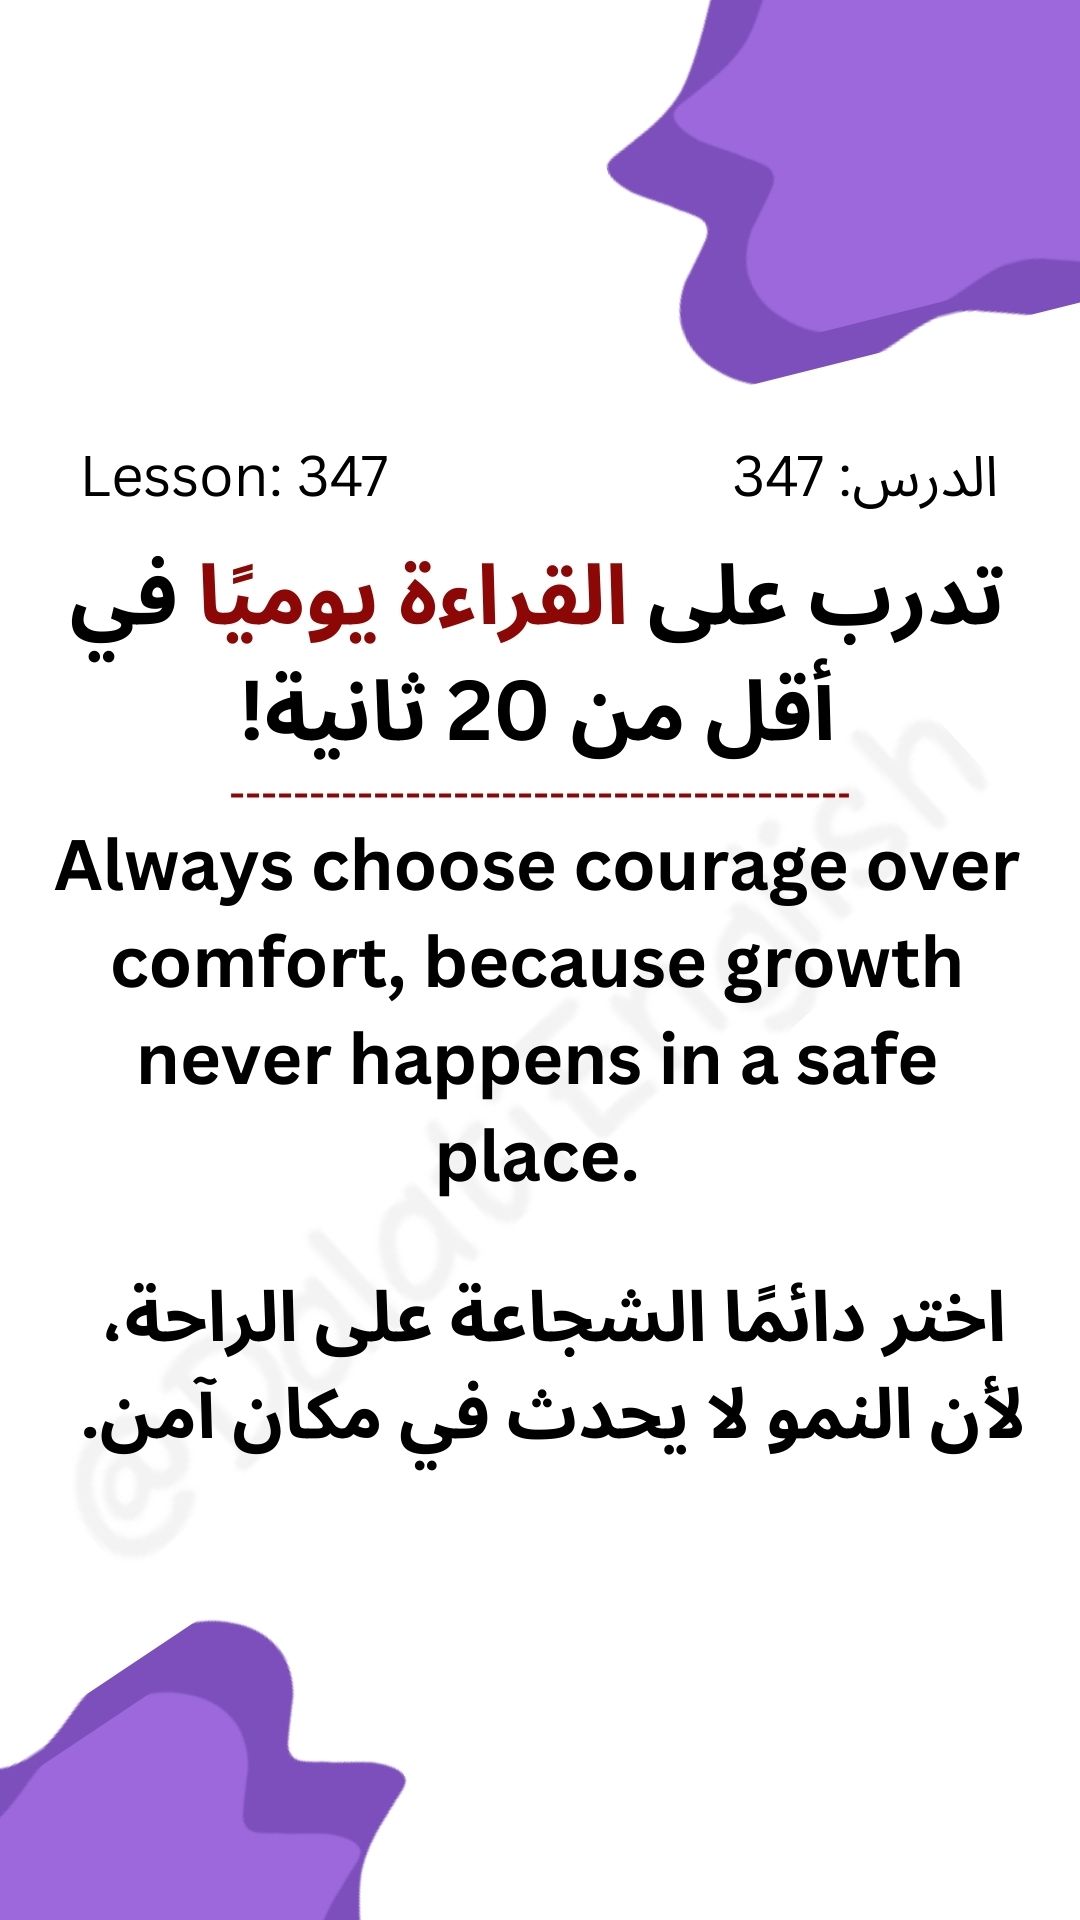 Lesson: 347
الدرس: 347
تدرب على القراءة يوميًا في
أقل من 20 ثانية!
---------------------------------------
Always choose courage over
comfort, because growth
never happens in a safe
place.
اختر دائمًا الشجاعة على الراحة،
لأن النمو لا يحدث في مكان آمن.
@DalatiEnglish